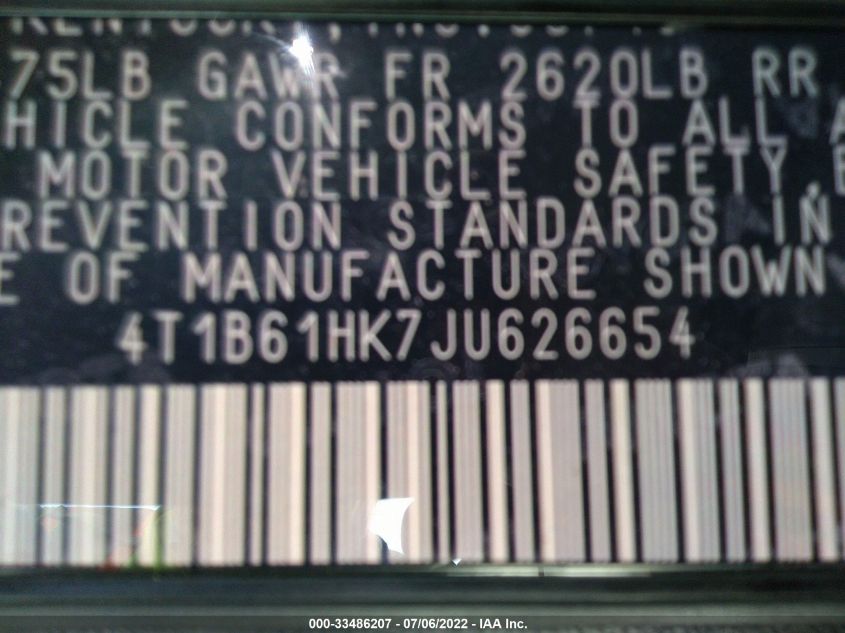 75LB GAWR FR 2620LB RR
HICLE CONFORMS TO ALL A
MOTOR VEHICLE SAFETY,
REVENTION STANDARDS IN
E OF MANUFACTURE SHOWN
4T1B61HK7JU626654
000-33486207 - 07/06/2022 - IAA Inc.